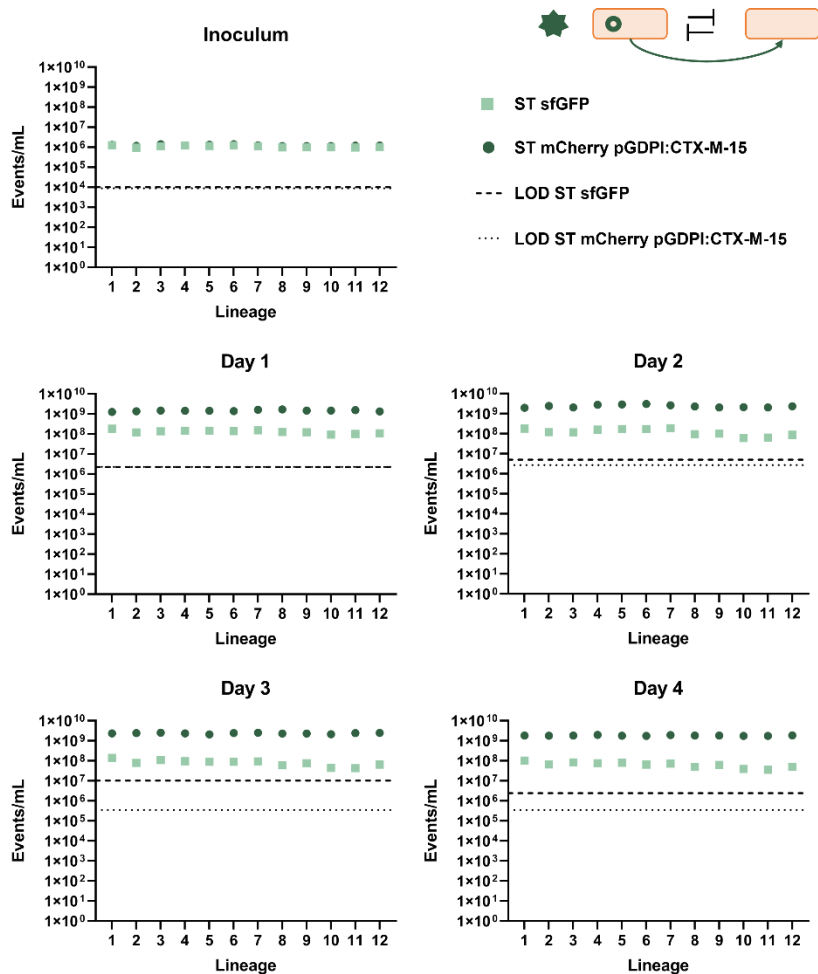 Inoculum
Events/mL
1×10¹⁰
1×10⁹
1×10⁸
1×10⁷
1×10⁶
1×10⁵
1×10⁴
1×10³
1×10²
1×10¹
1×10⁰
1 2 3 4 5 6 7 8 9 10 11 12
Lineage
ST sfGFP
ST mCherry pGDPI:CTX-M-15
LOD ST sfGFP
LOD ST mCherry pGDPI:CTX-M-15
Day 1
Events/mL
1×10¹⁰
1×10⁹
1×10⁸
1×10⁷
1×10⁶
1×10⁵
1×10⁴
1×10³
1×10²
1×10¹
1×10⁰
1 2 3 4 5 6 7 8 9 10 11 12
Lineage
Day 2
Events/mL
1×10¹⁰
1×10⁹
1×10⁸
1×10⁷
1×10⁶
1×10⁵
1×10⁴
1×10³
1×10²
1×10¹
1×10⁰
1 2 3 4 5 6 7 8 9 10 11 12
Lineage
Day 3
Events/mL
1×10¹⁰
1×10⁹
1×10⁸
1×10⁷
1×10⁶
1×10⁵
1×10⁴
1×10³
1×10²
1×10¹
1×10⁰
1 2 3 4 5 6 7 8 9 10 11 12
Lineage
Day 4
Events/mL
1×10¹⁰
1×10⁹
1×10⁸
1×10⁷
1×10⁶
1×10⁵
1×10⁴
1×10³
1×10²
1×10¹
1×10⁰
1 2 3 4 5 6 7 8 9 10 11 12
Lineage